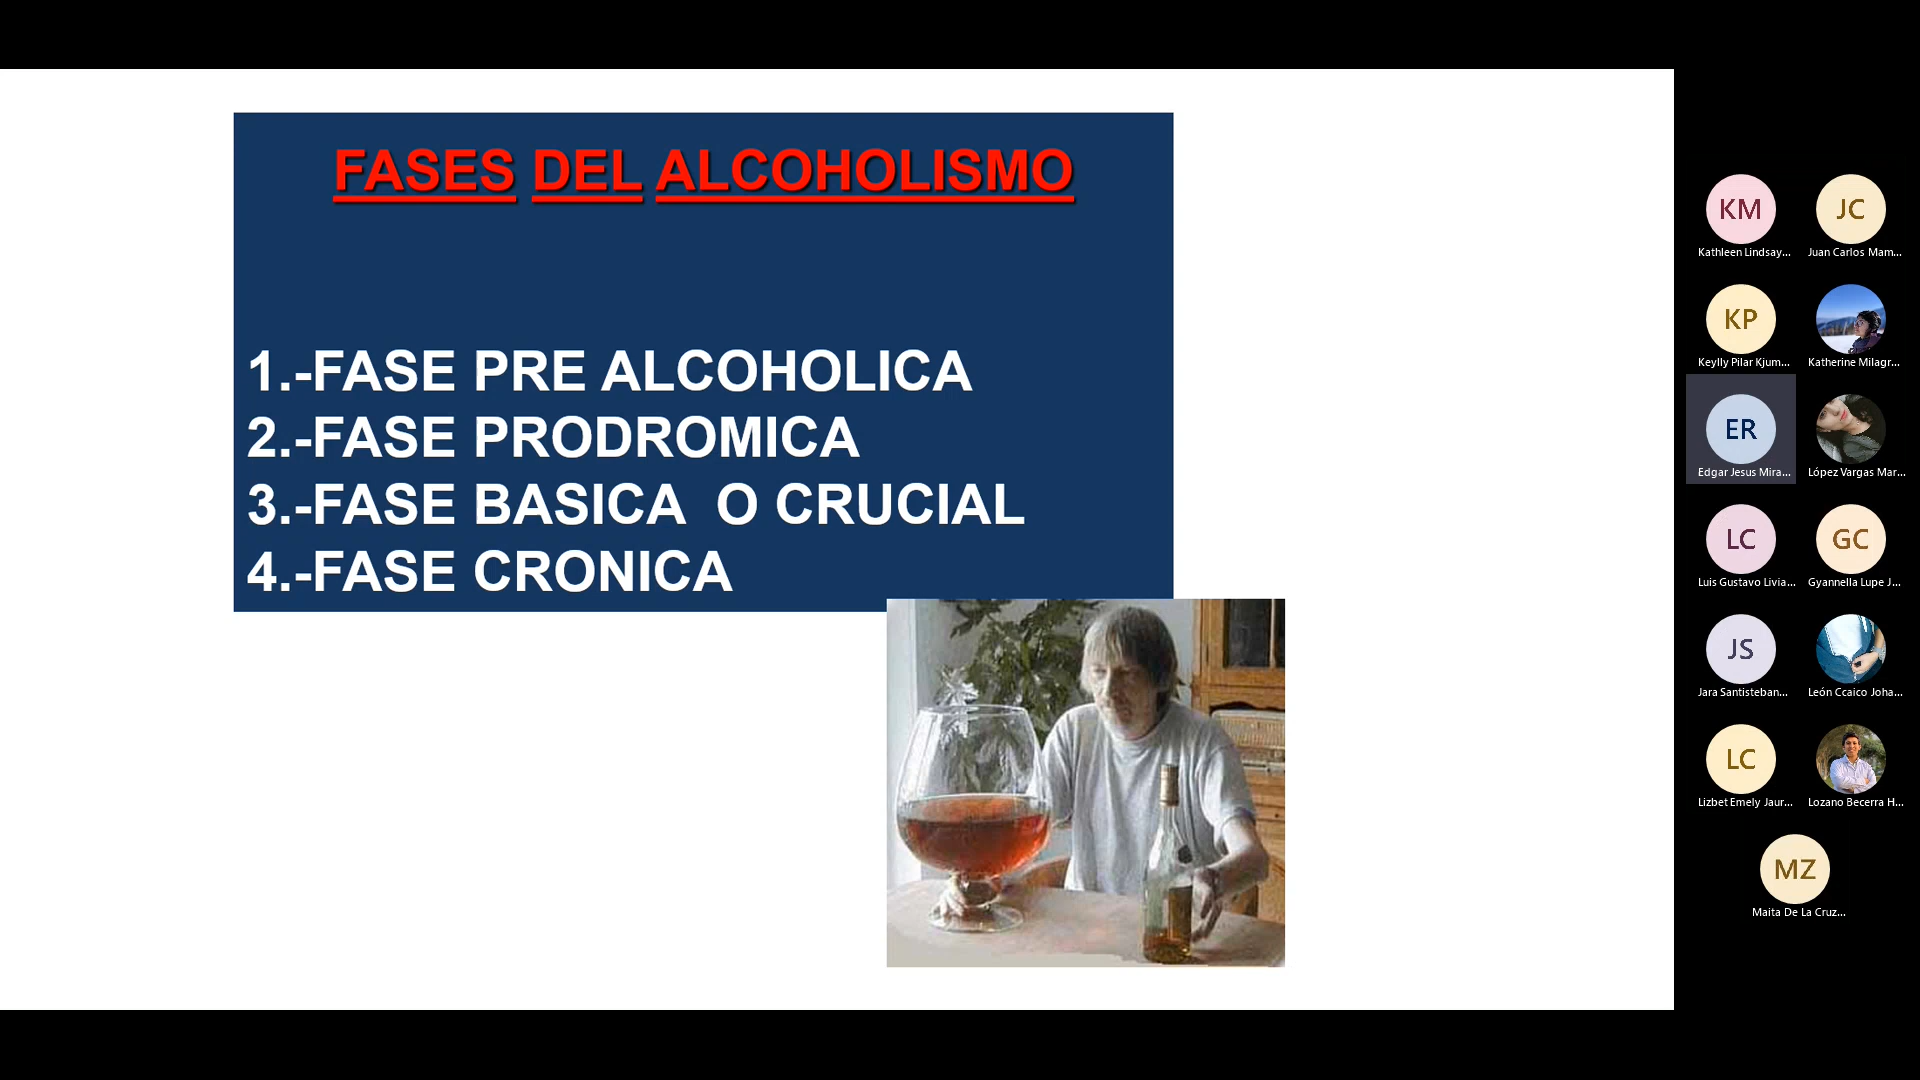 FASES DEL ALCOHOLISMO
1.-FASE PRE ALCOHOLICA
2.-FASE PRODROMICA
3.-FASE BASICA  O CRUCIAL
4.-FASE CRONICA
KM
Kathleen Lindsay...
JC
Juan Carlos Mam...
KP
Keylly Pilar Kjum...
Katherine Milagr...
ER
Edgar Jesus Mira...
López Vargas Mar...
LC
Luis Gustavo Livia...
GC
Gyannella Lupe J...
JS
Jara Santisteban...
León Ccaico Joha...
LC
Lizbet Emely Jaur...
Lozano Becerra H...
MZ
Maita De La Cruz...